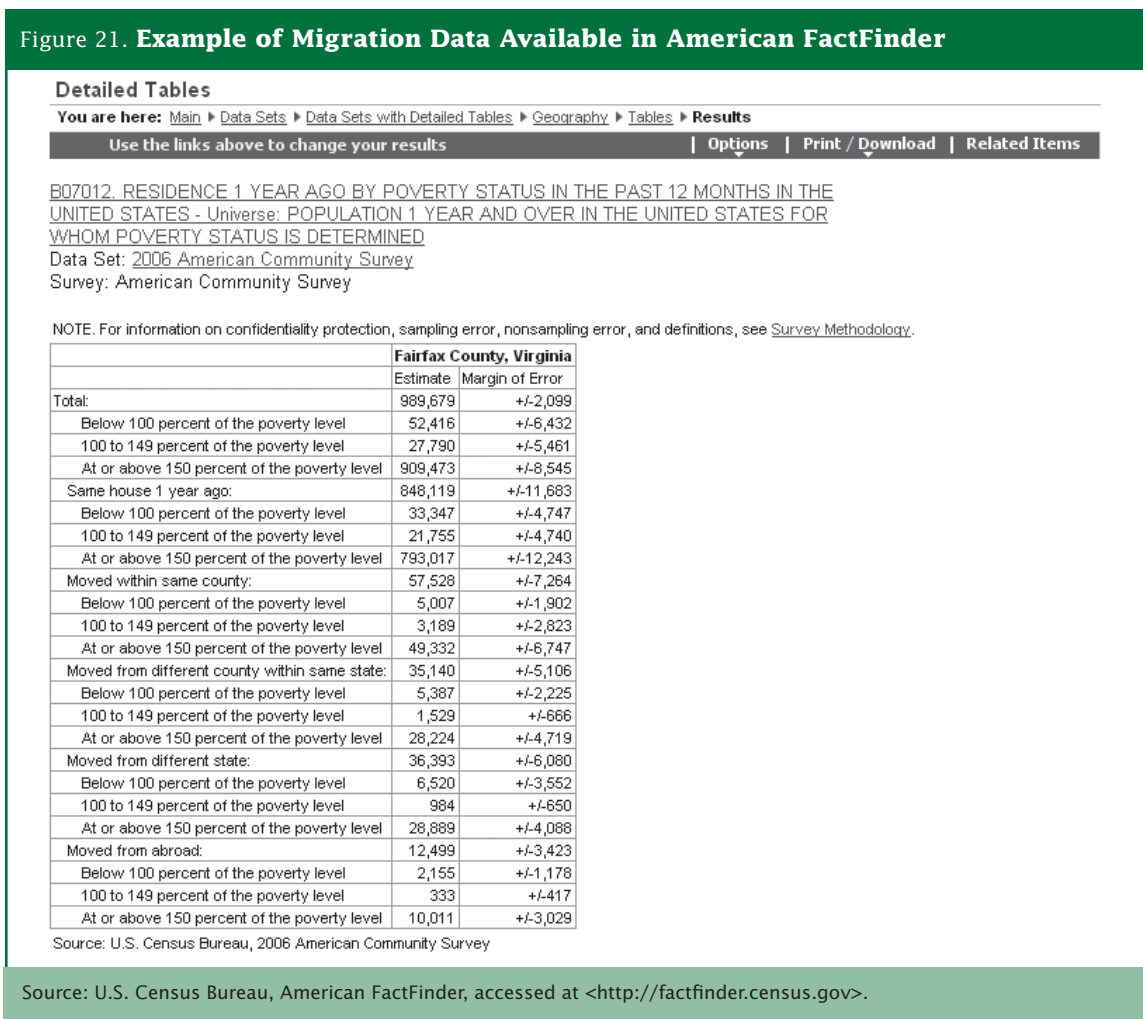 Figure 21. Example of Migration Data Available in American FactFinder
Detailed Tables
You are here: Main ▶ Data Sets ▶ Data Sets with Detailed Tables ▶ Geography ▶ Tables ▶ Results
Use the links above to change your results | Options | Print / Download | Related Items
B07012. RESIDENCE 1 YEAR AGO BY POVERTY STATUS IN THE PAST 12 MONTHS IN THE
UNITED STATES - Universe: POPULATION 1 YEAR AND OVER IN THE UNITED STATES FOR
WHOM POVERTY STATUS IS DETERMINED
Data Set: 2006 American Community Survey
Survey: American Community Survey
NOTE. For information on confidentiality protection, sampling error, nonsampling error, and definitions, see Survey Methodology.
Fairfax County, Virginia
Estimate Margin of Error
Total: 989,679 +/-2,099
Below 100 percent of the poverty level 52,416 +/-6,432
100 to 149 percent of the poverty level 27,790 +/-5,461
At or above 150 percent of the poverty level 909,473 +/-8,545
Same house 1 year ago: 848,119 +/-11,683
Below 100 percent of the poverty level 33,347 +/-4,747
100 to 149 percent of the poverty level 21,755 +/-4,740
At or above 150 percent of the poverty level 793,017 +/-12,243
Moved within same county: 57,528 +/-7,264
Below 100 percent of the poverty level 5,007 +/-1,902
100 to 149 percent of the poverty level 3,189 +/-2,823
At or above 150 percent of the poverty level 49,332 +/-6,747
Moved from different county within same state: 35,140 +/-5,106
Below 100 percent of the poverty level 5,387 +/-2,225
100 to 149 percent of the poverty level 1,529 +/-666
At or above 150 percent of the poverty level 28,224 +/-4,719
Moved from different state: 36,393 +/-6,080
Below 100 percent of the poverty level 6,520 +/-3,552
100 to 149 percent of the poverty level 984 +/-650
At or above 150 percent of the poverty level 28,889 +/-4,088
Moved from abroad: 12,499 +/-3,423
Below 100 percent of the poverty level 2,155 +/-1,178
100 to 149 percent of the poverty level 333 +/-417
At or above 150 percent of the poverty level 10,011 +/-3,029
Source: U.S. Census Bureau, 2006 American Community Survey
Source: U.S. Census Bureau, American FactFinder, accessed at <http://factfinder.census.gov>.